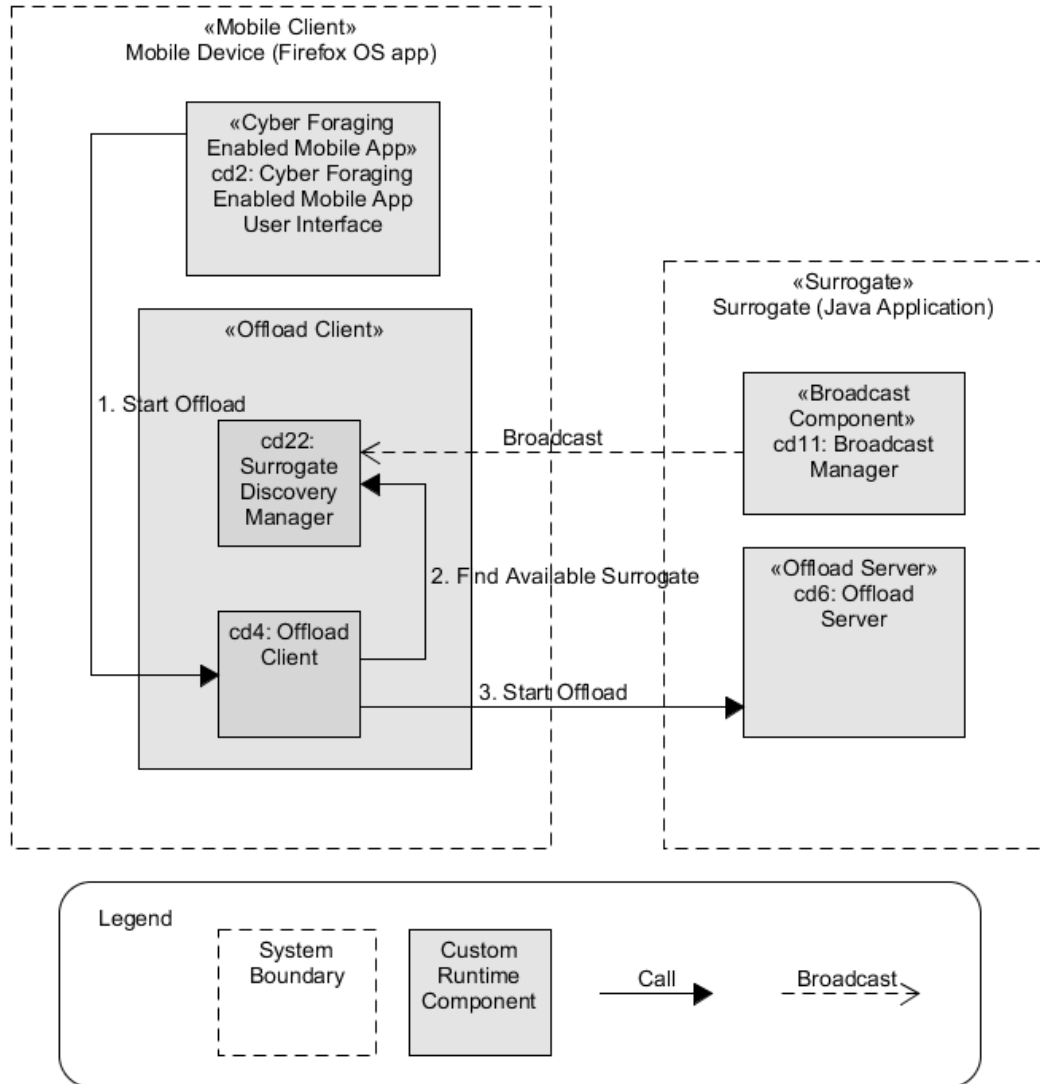 «Mobile Client»
Mobile Device (Firefox OS app)
«Cyber Foraging
Enabled Mobile App»
cd2: Cyber Foraging
Enabled Mobile App
User Interface
«Surrogate»
Surrogate (Java Application)
«Offload Client»
1. Start Offload
cd22:
Surrogate
Discovery
Manager
Broadcast
«Broadcast
Component»
cd11: Broadcast
Manager
2. Find Available Surrogate
«Offload Server»
cd6: Offload
Server
cd4: Offload
Client
3. Start Offload
Legend
System
Boundary
Custom
Runtime
Component
Call
Broadcast